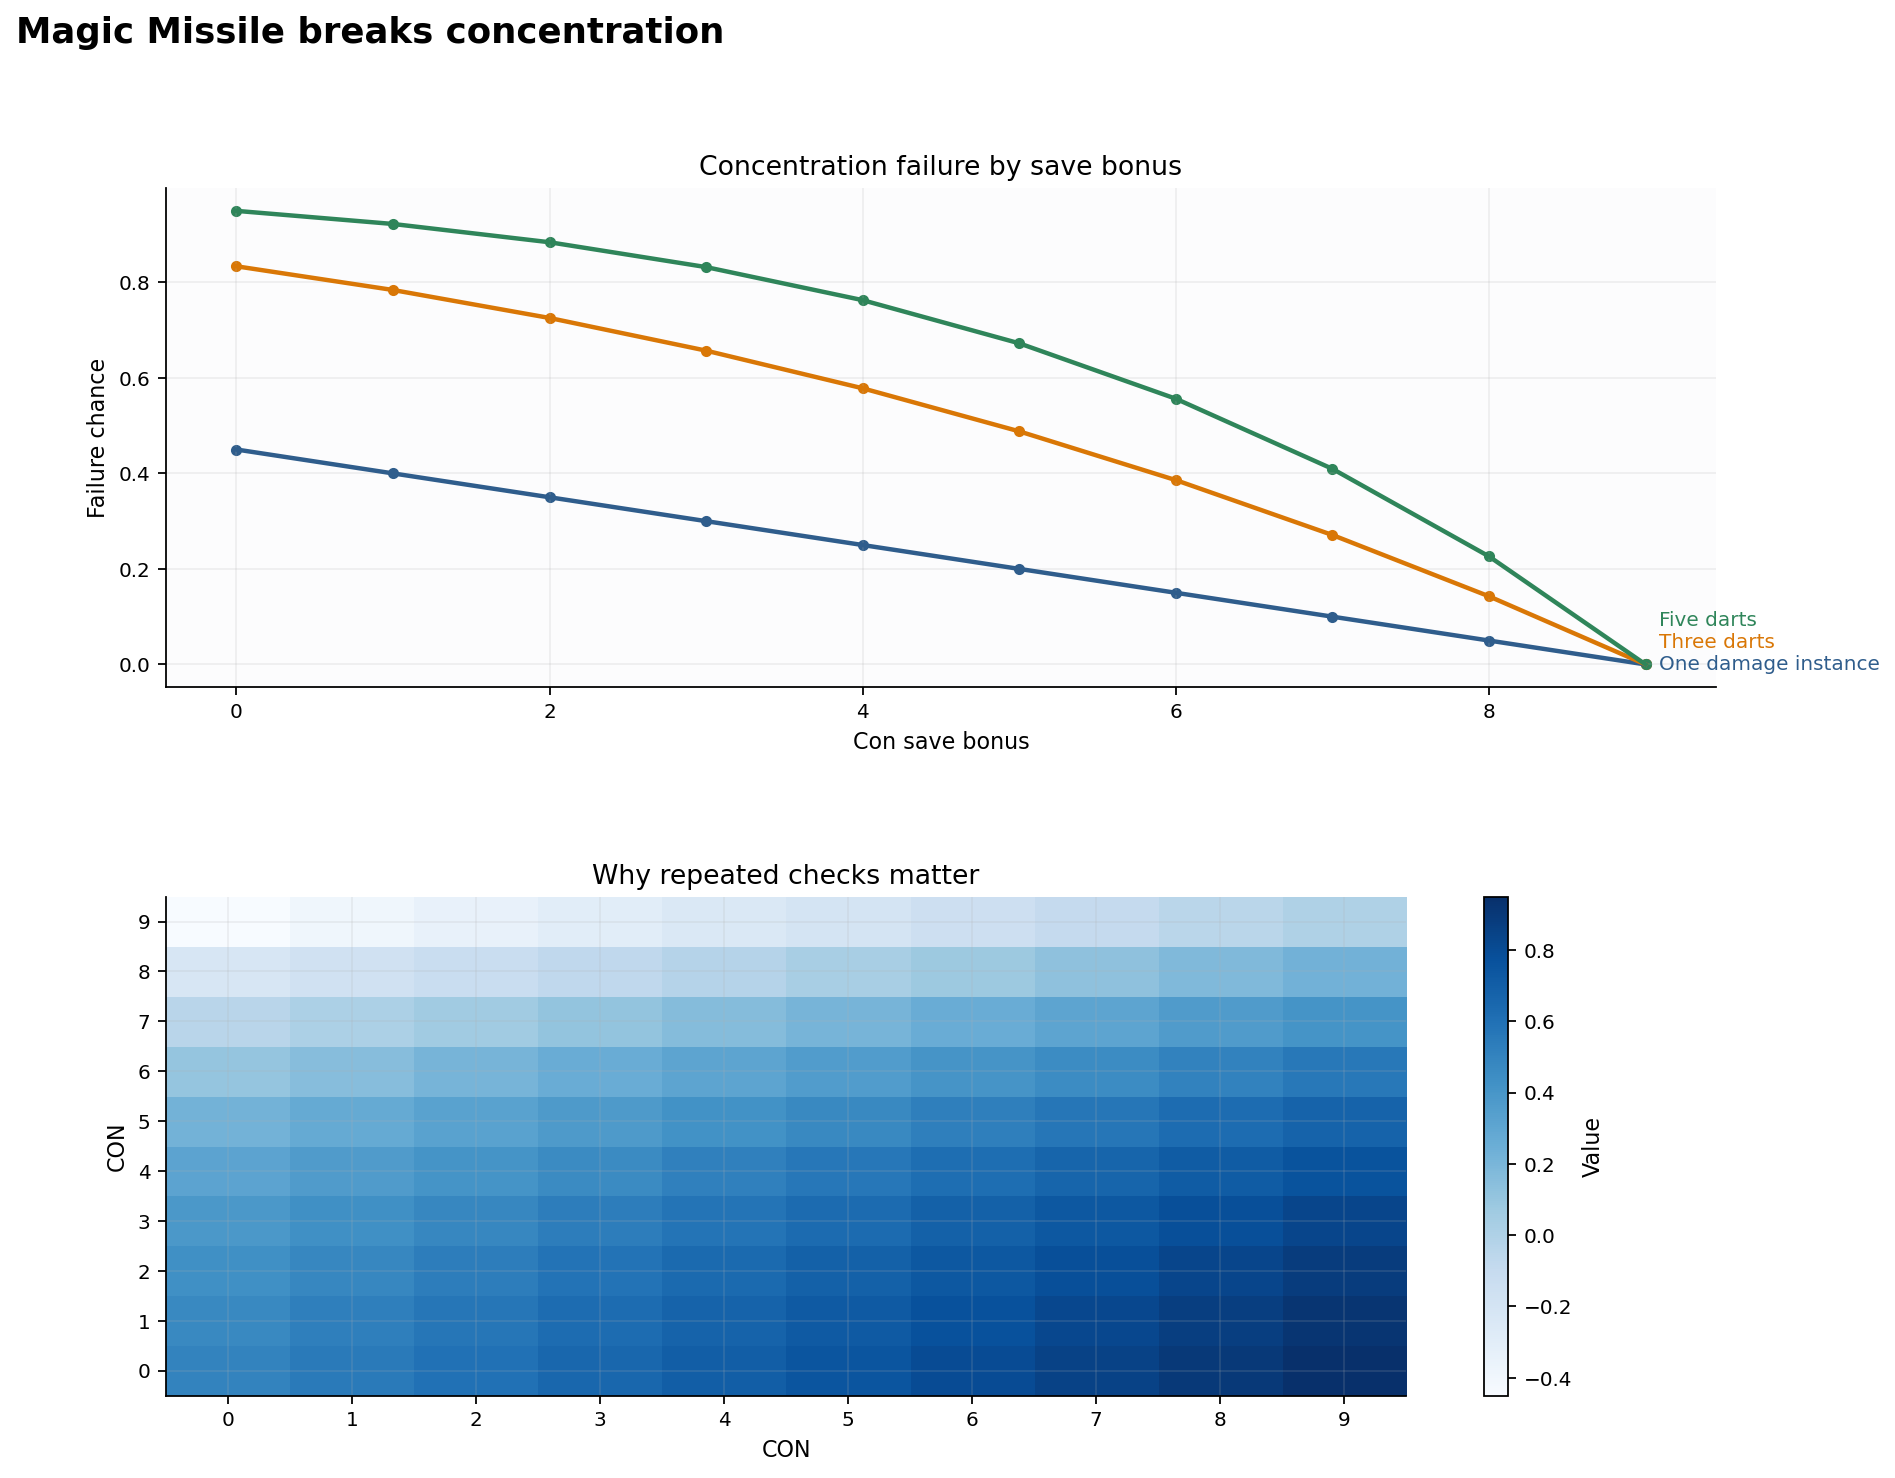 Magic Missile breaks concentration
Concentration failure by save bonus
Failure chance
0.8
0.6
0.4
0.2
0.0
Five darts
Three darts
One damage instance
0 2 4 6 8
Con save bonus
Why repeated checks matter
CON
9
8
7
6
5
4
3
2
1
0
0 1 2 3 4 5 6 7 8 9
CON
0.8
0.6
0.4
0.2
0.0
−0.2
−0.4
Value